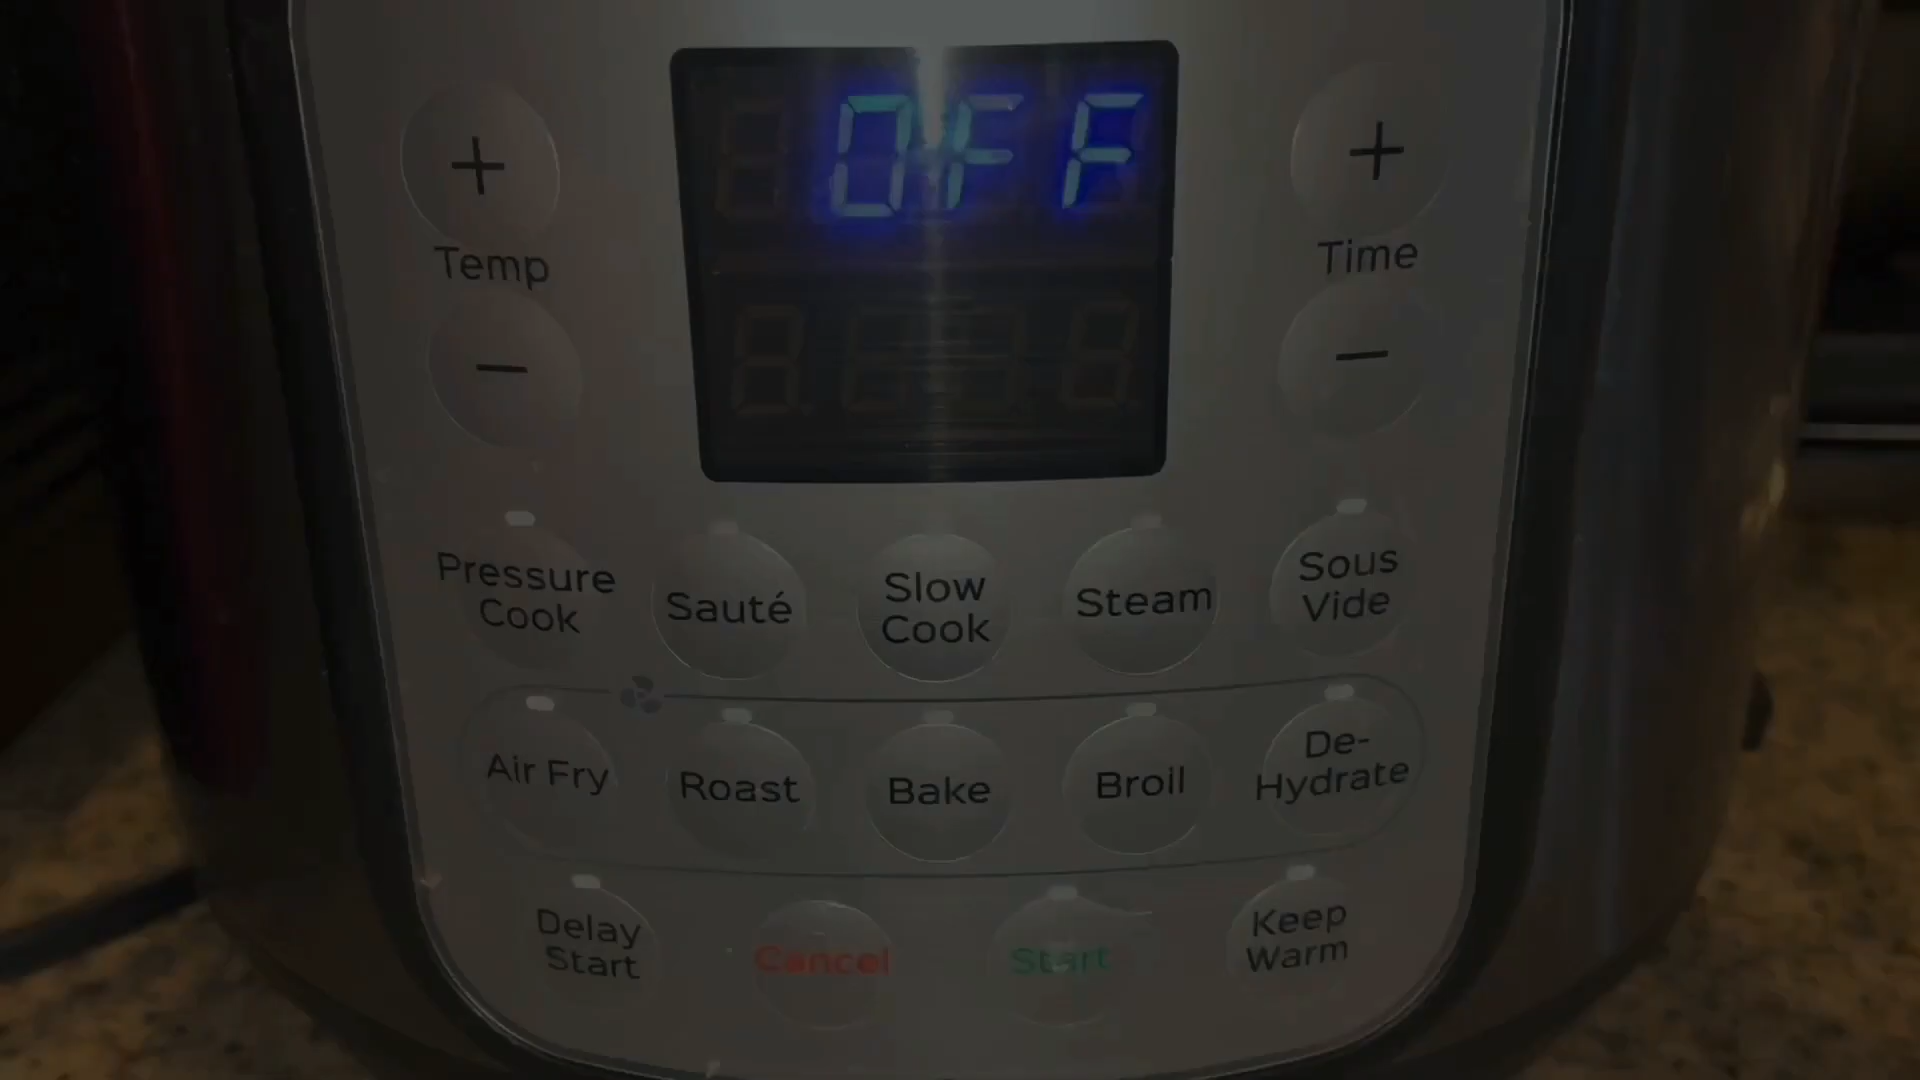 OFF
+
+
Temp
Time
-
-
Pressure
Cook
Sauté
Slow
Cook
Steam
Sous
Vide
Air Fry
Roast
Bake
Broil
De-
Hydrate
Delay
Start
Cancel
Start
Keep
Warm